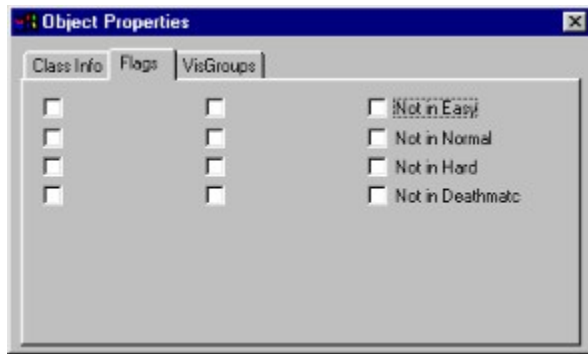 Object Properties
Class Info Flags VisGroups
Not in Easy
Not in Normal
Not in Hard
Not in Deathmatc